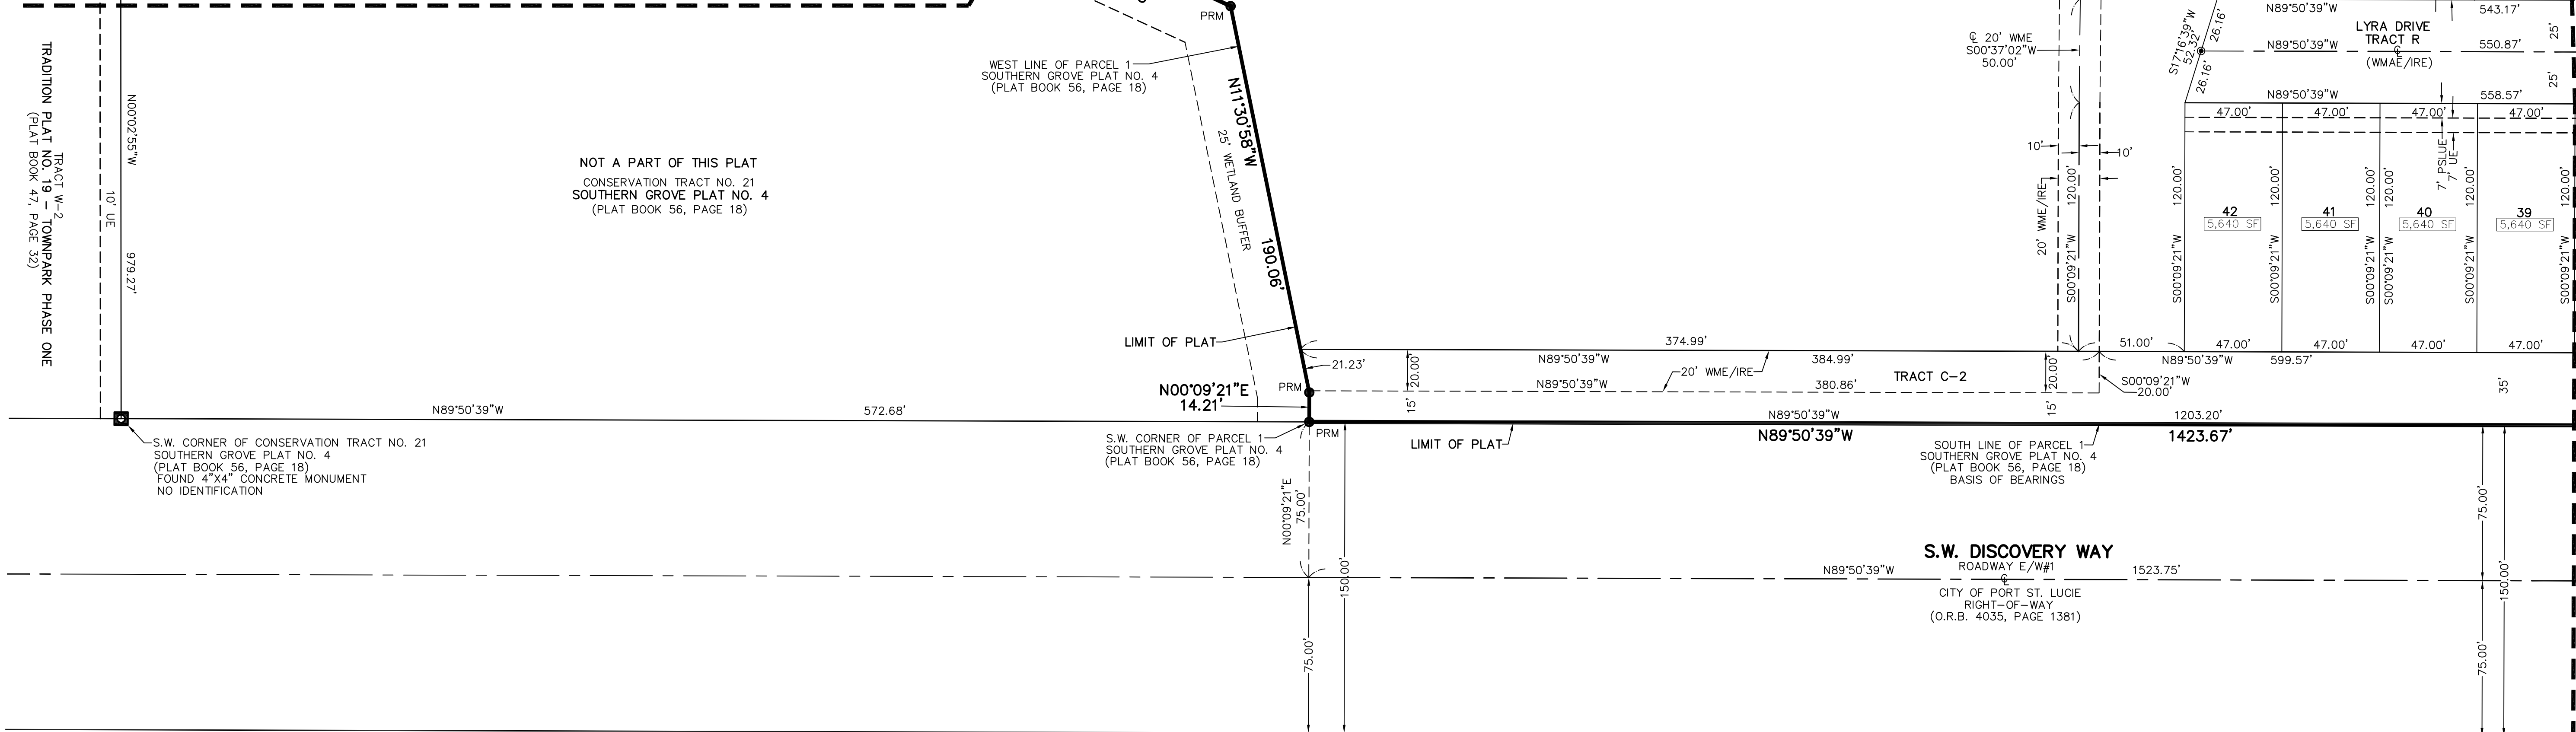 TRACT W-2
TRADITION PLAT NO. 19 - TOWNPARK PHASE ONE
(PLAT BOOK 47, PAGE 32)
10' UE
N00°02'55"W
979.27'
NOT A PART OF THIS PLAT
CONSERVATION TRACT NO. 21
SOUTHERN GROVE PLAT NO. 4
(PLAT BOOK 56, PAGE 18)
WEST LINE OF PARCEL 1
SOUTHERN GROVE PLAT NO. 4
(PLAT BOOK 56, PAGE 18)
PRM
N11°30'58"W
190.06'
25' WETLAND BUFFER
LIMIT OF PLAT
21.23'
PRM
N00°09'21"E
14.21'
N89°50'39"W
572.68'
S.W. CORNER OF CONSERVATION TRACT NO. 21
SOUTHERN GROVE PLAT NO. 4
(PLAT BOOK 56, PAGE 18)
FOUND 4"X4" CONCRETE MONUMENT
NO IDENTIFICATION
S.W. CORNER OF PARCEL 1
SOUTHERN GROVE PLAT NO. 4
(PLAT BOOK 56, PAGE 18)
PRM
LIMIT OF PLAT
N00°09'21"E
75.00'
75.00'
150.00'
374.99'
N89°50'39"W
384.99'
20.00'
20' WME/IRE
N89°50'39"W
380.86'
15'
TRACT C-2
20.00'
15'
N89°50'39"W
1203.20'
N89°50'39"W
1423.67'
SOUTH LINE OF PARCEL 1
SOUTHERN GROVE PLAT NO. 4
(PLAT BOOK 56, PAGE 18)
BASIS OF BEARINGS
℄ 20' WME
S00°37'02"W
50.00'
10'
10'
20' WME/IRE
120.00'
S00°09'21"W
51.00'
N89°50'39"W
599.57'
S00°09'21"W
20.00'
35'
N89°50'39"W
543.17'
LYRA DRIVE
TRACT R
25'
S17°16'39"W
52.32'
26.16'
26.16'
N89°50'39"W
℄
550.87'
(WMAE/IRE)
25'
N89°50'39"W
558.57'
47.00'
47.00'
47.00'
47.00'
7' PSLUE
7' UE
120.00'
120.00'
120.00'
120.00'
120.00'
120.00'
42
5,640 SF
41
5,640 SF
40
5,640 SF
39
5,640 SF
S00°09'21"W
S00°09'21"W
S00°09'21"W
S00°09'21"W
S00°09'21"W
S00°09'21"W
47.00'
47.00'
47.00'
47.00'
S.W. DISCOVERY WAY
ROADWAY E/W#1
N89°50'39"W
℄
1523.75'
CITY OF PORT ST. LUCIE
RIGHT-OF-WAY
(O.R.B. 4035, PAGE 1381)
75.00'
75.00'
150.00'